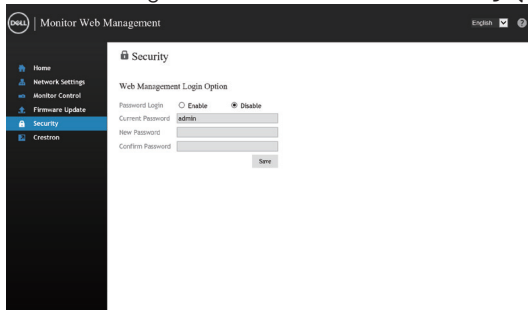 DELL
Monitor Web Management
English
?
Security
Home
Network Settings
Monitor Control
Firmware Update
Security
Crestron
Web Management Login Option
Password Login Enable Disable
Current Password admin
New Password
Confirm Password
Save